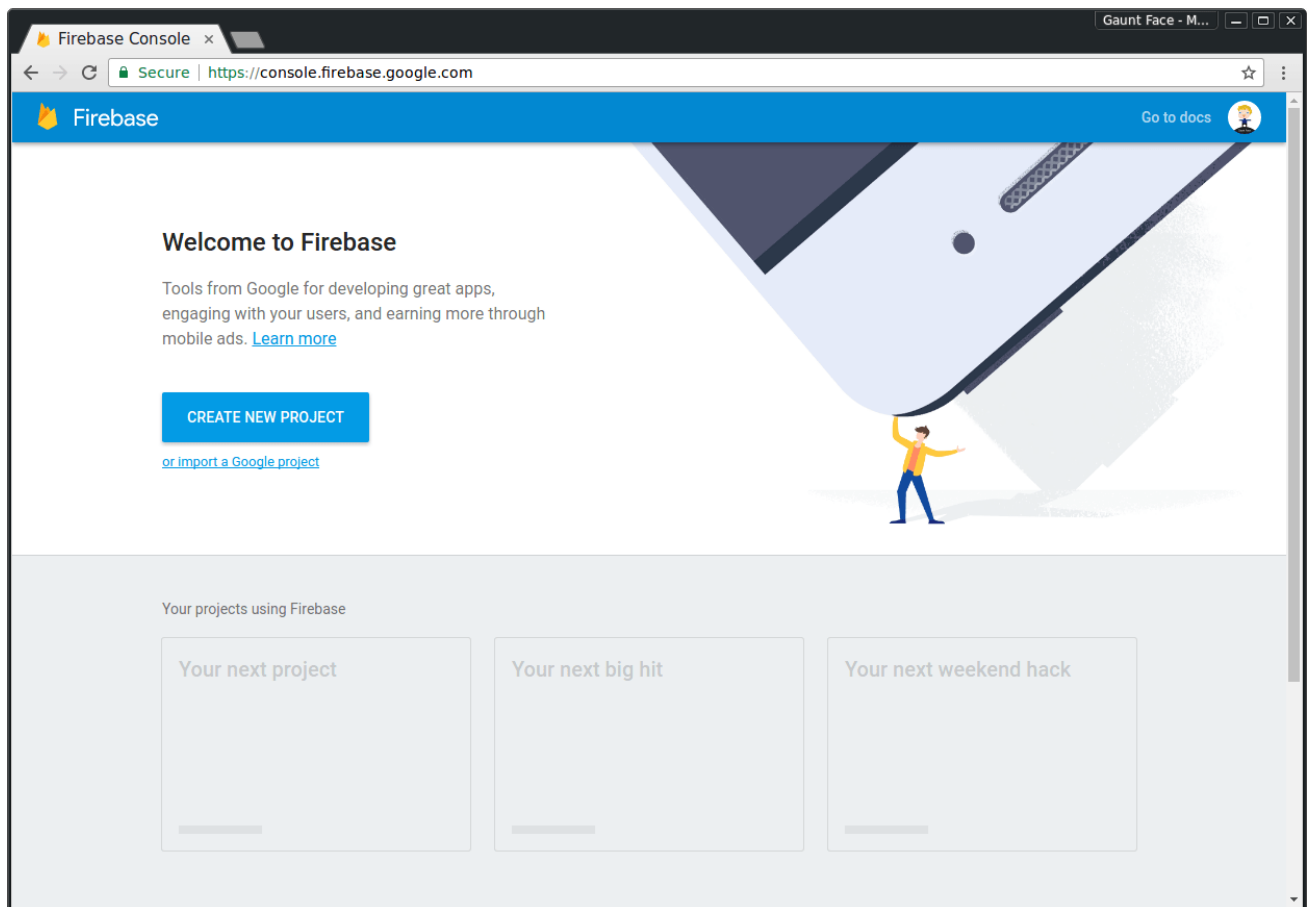 Gaunt Face - M...
Firebase Console
Secure https://console.firebase.google.com
Firebase
Go to docs
Welcome to Firebase
Tools from Google for developing great apps,
engaging with your users, and earning more through
mobile ads. Learn more
CREATE NEW PROJECT
or import a Google project
Your projects using Firebase
Your next project
Your next big hit
Your next weekend hack